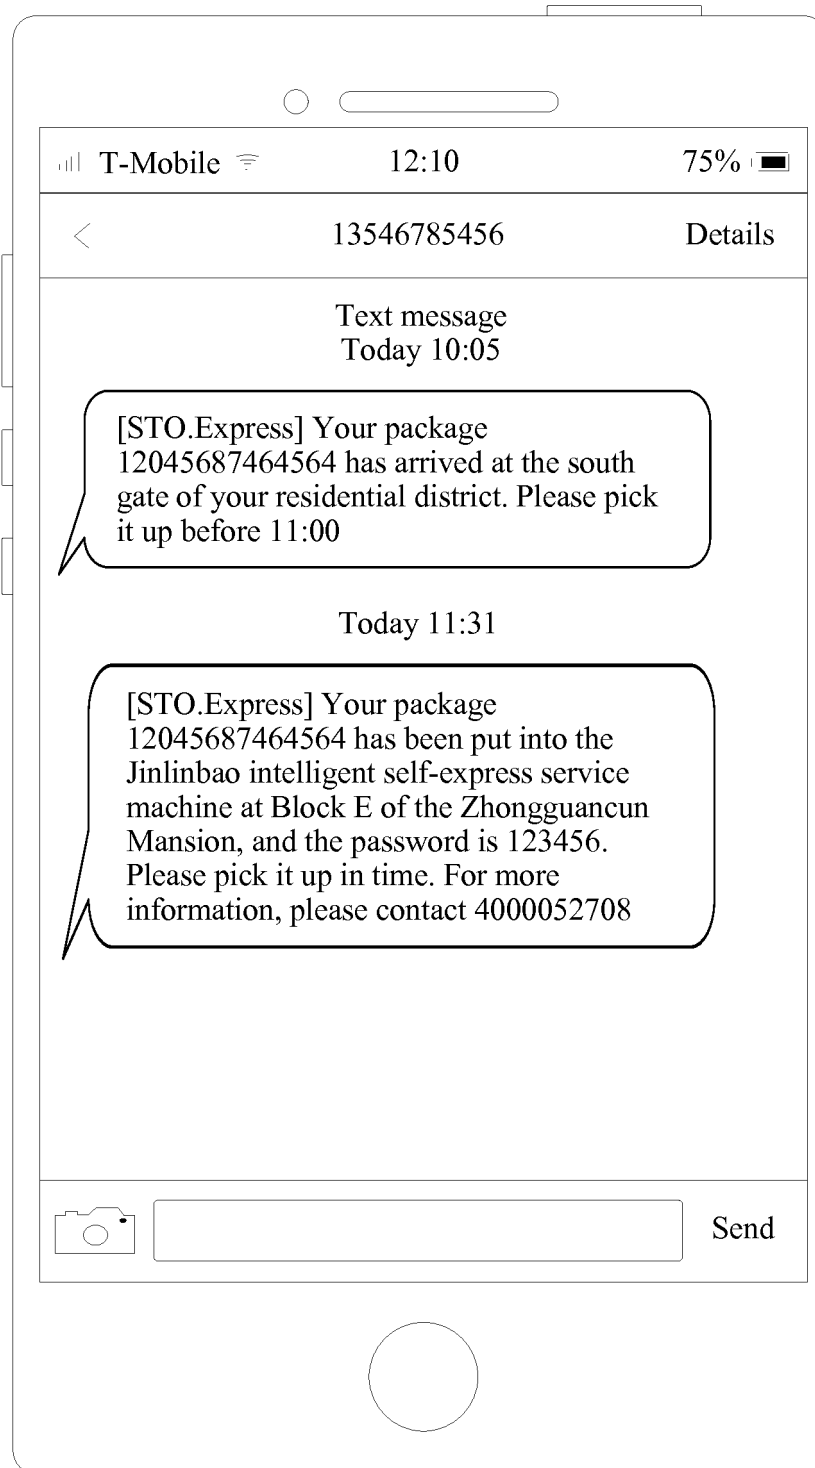 T-Mobile 12:10 75%
13546785456 Details
Text message
Today 10:05
[STO.Express] Your package
12045687464564 has arrived at the south
gate of your residential district. Please pick
it up before 11:00
Today 11:31
[STO.Express] Your package
12045687464564 has been put into the
Jinlinbao intelligent self-express service
machine at Block E of the Zhongguancun
Mansion, and the password is 123456.
Please pick it up in time. For more
information, please contact 4000052708
Send